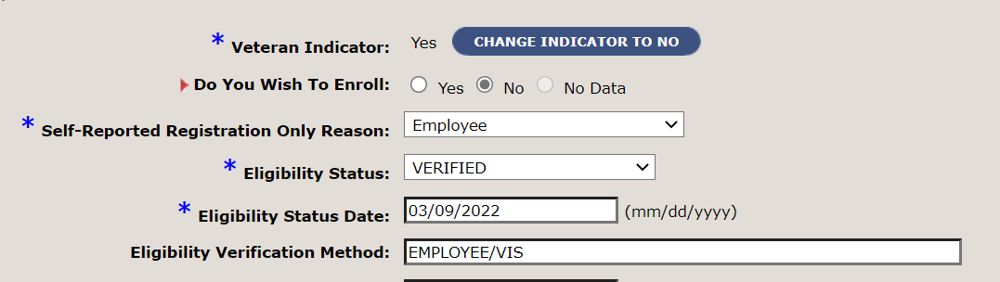 * Veteran Indicator: Yes CHANGE INDICATOR TO NO
Do You Wish To Enroll: Yes No No Data
* Self-Reported Registration Only Reason: Employee
* Eligibility Status: VERIFIED
* Eligibility Status Date: 03/09/2022 (mm/dd/yyyy)
Eligibility Verification Method: EMPLOYEE/VIS